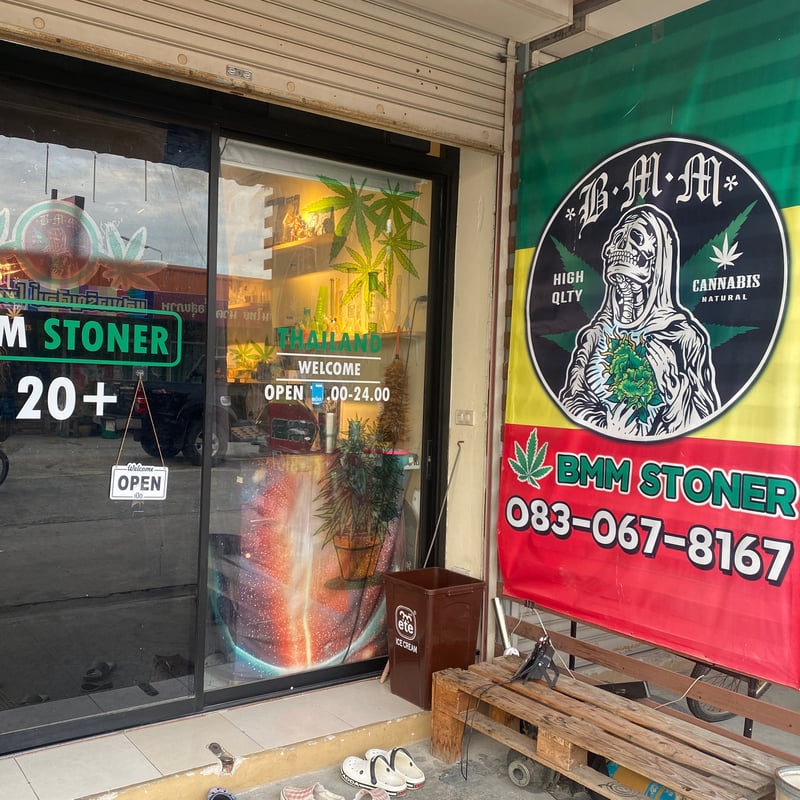 B·M·M
M STONER
20+
Welcome
OPEN
THAILAND
WELCOME
OPEN .00-24.00
*B·M·M*
HIGH
QLTY
CANNABIS
NATURAL
BMM STONER
083-067-8167
ete
ICE CREAM